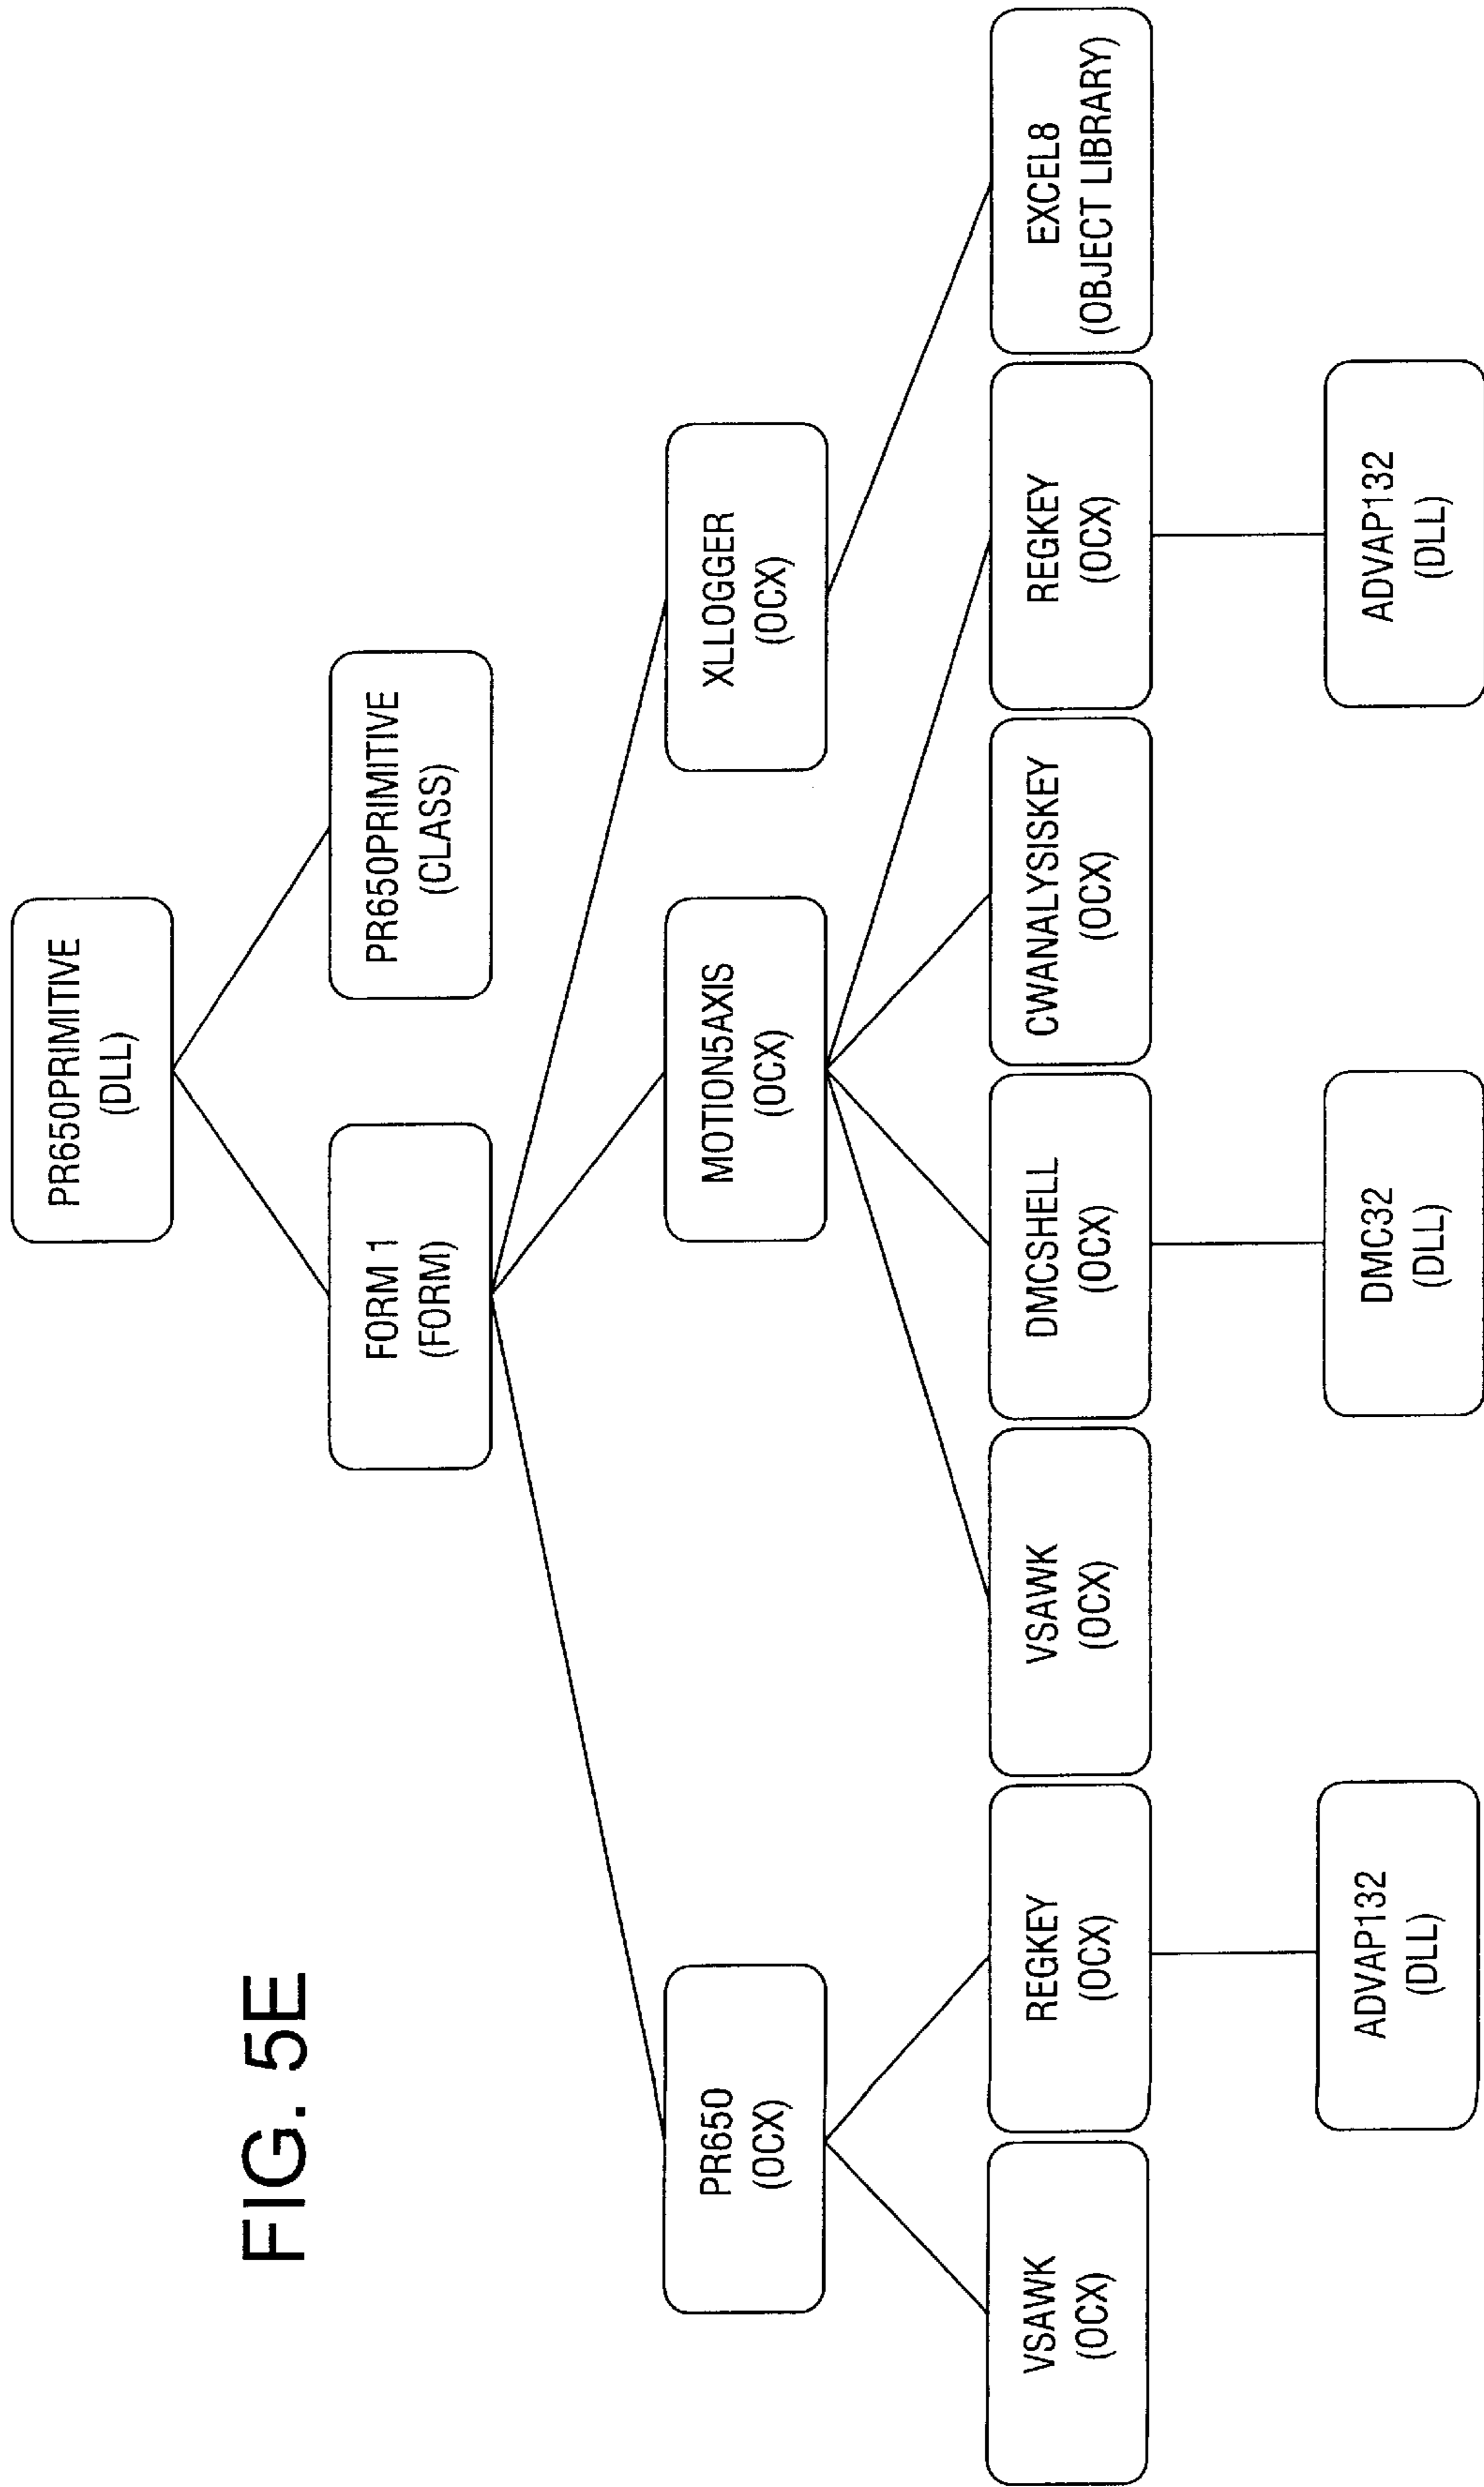 FIG. 5E
PR650PRIMITIVE
(DLL)
FORM 1
(FORM)
PR650PRIMITIVE
(CLASS)
PR650
(OCX)
MOTION5AXIS
(OCX)
XLLOGGER
(OCX)
VSAWK
(OCX)
REGKEY
(OCX)
VSAWK
(OCX)
DMCSHELL
(OCX)
CWANALYSISKEY
(OCX)
REGKEY
(OCX)
EXCEL8
(OBJECT LIBRARY)
ADVAP132
(DLL)
DMC32
(DLL)
ADVAP132
(DLL)